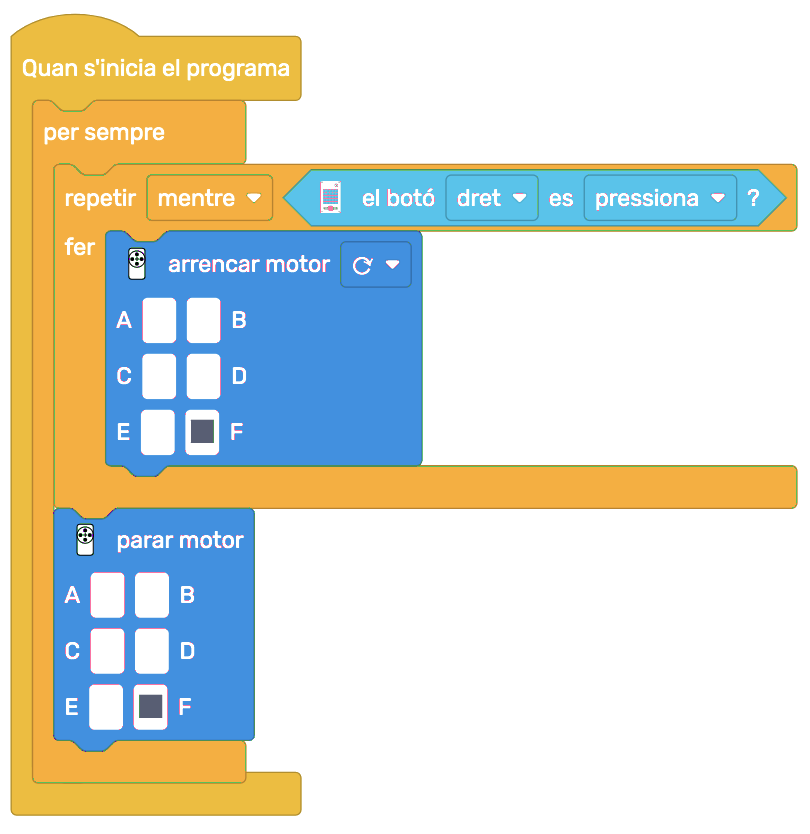 Quan s'inicia el programa
per sempre
repetir mentre el botó dret es pressiona ?
fer
arrencar motor
A B
C D
E F
parar motor
A B
C D
E F